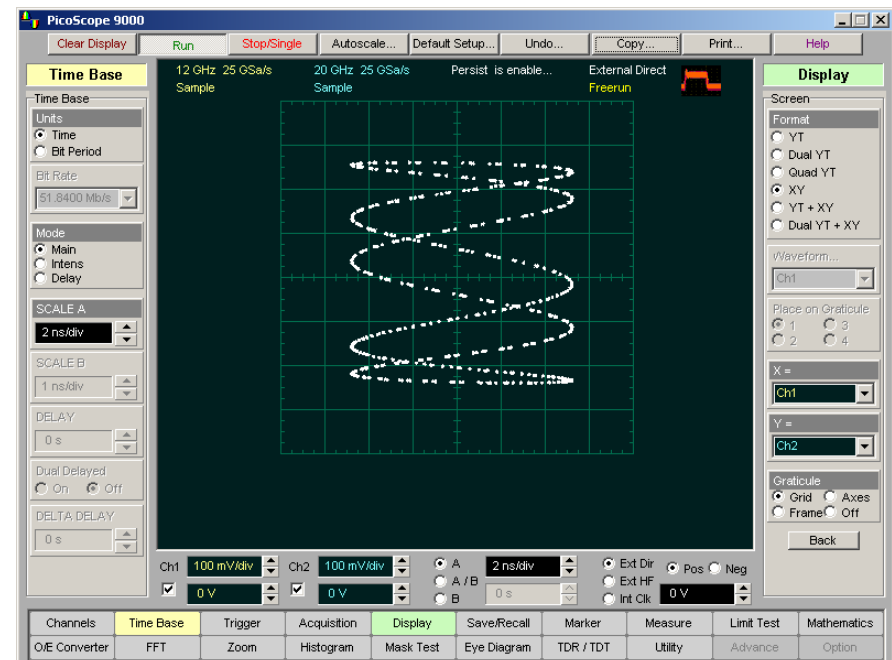 PicoScope 9000
Clear Display Run Stop/Single Autoscale... Default Setup... Undo... Copy... Print... Help
Time Base
12 GHz 25 GSa/s 20 GHz 25 GSa/s Persist is enable... External Direct
Sample Sample Freerun
Display
Time Base
Units
Time
Bit Period
Bit Rate
51.8400 Mb/s
Mode
Main
Intens
Delay
SCALE A
2 ns/div
SCALE B
1 ns/div
DELAY
0 s
Dual Delayed
On Off
DELTA DELAY
0 s
Screen
Format
YT
Dual YT
Quad YT
XY
YT + XY
Dual YT + XY
Waveform...
Ch1
Place on Graticule
1 3
2 4
X =
Ch1
Y =
Ch2
Graticule
Grid Axes
Frame Off
Back
Ch1 100 mV/div Ch2 100 mV/div A 2 ns/div Ext Dir Pos Neg
A / B Ext HF
0 V 0 V B 0 s Int Clk 0 V
Channels Time Base Trigger Acquisition Display Save/Recall Marker Measure Limit Test Mathematics
O/E Converter FFT Zoom Histogram Mask Test Eye Diagram TDR / TDT Utility Advance Option